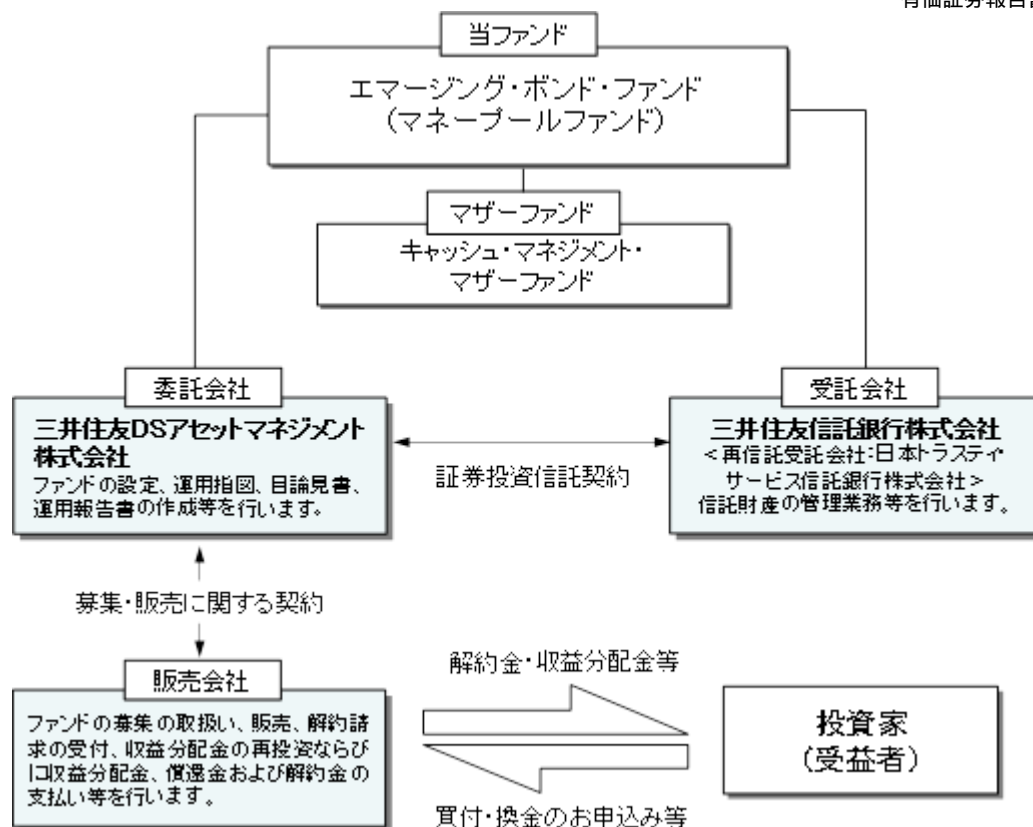 当ファンド
エマージング・ボンド・ファンド
(マネープールファンド)
マザーファンド
キャッシュ・マネジメント・
マザーファンド
委託会社
三井住友DSアセットマネジメント
株式会社
ファンドの設定、運用指図、目論見書、
運用報告書の作成等を行います。
証券投資信託契約
受託会社
三井住友信託銀行株式会社
<再信託受託会社:日本トラスティ
サービス信託銀行株式会社>
信託財産の管理業務等を行います。
募集・販売に関する契約
販売会社
ファンドの募集の取扱い、販売、解約請
求の受付、収益分配金の再投資ならび
に収益分配金、償還金および解約金の
支払い等を行います。
解約金・収益分配金等
買付・換金のお申込み等
投資家
(受益者)